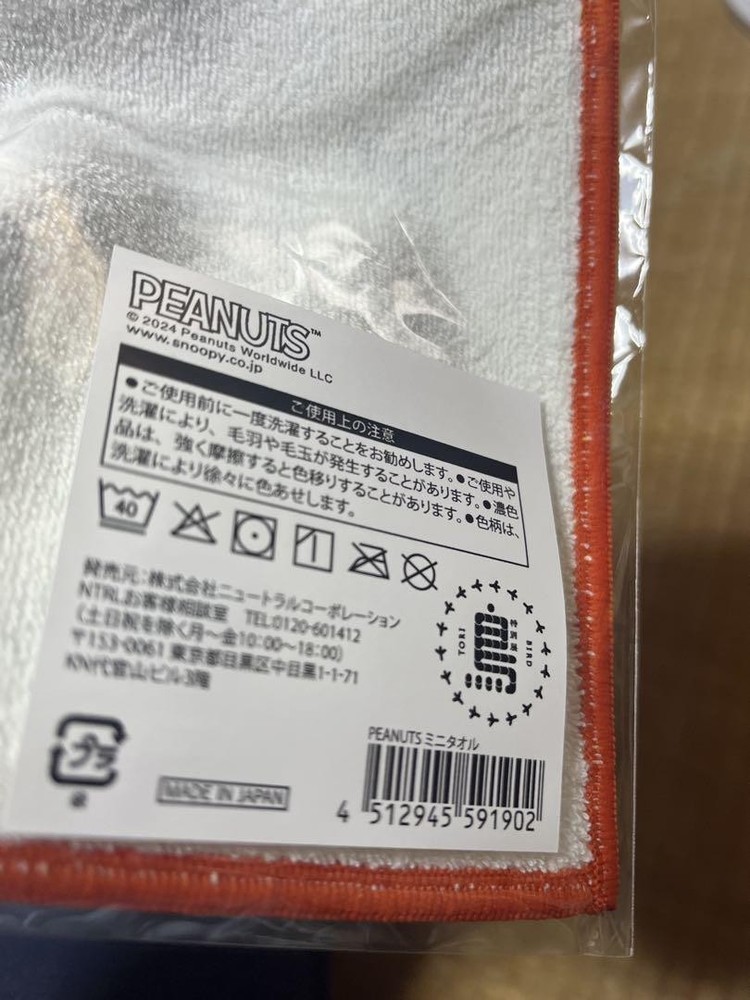 PEANUTS™
© 2024 Peanuts Worldwide LLC
www.snoopy.co.jp
ご使用上の注意
●ご使用前に一度洗濯することをお勧めします。●ご使用や
洗濯により、毛羽や毛玉が発生することがあります。●濃色
品は、強く摩擦すると色移りすることがあります。●色柄は、
洗濯により徐々に色あせします。
40
発売元：株式会社ニュートラルコーポレーション
NTRLお客様相談室 TEL:0120-601412
（土日祝を除く月～金10:00～18:00）
〒153-0061 東京都目黒区中目黒1-1-71
KN代官山ビル3階
TORI
BIRD
プラ
PEANUTS ミニタオル
MADE IN JAPAN
4 512945 591902